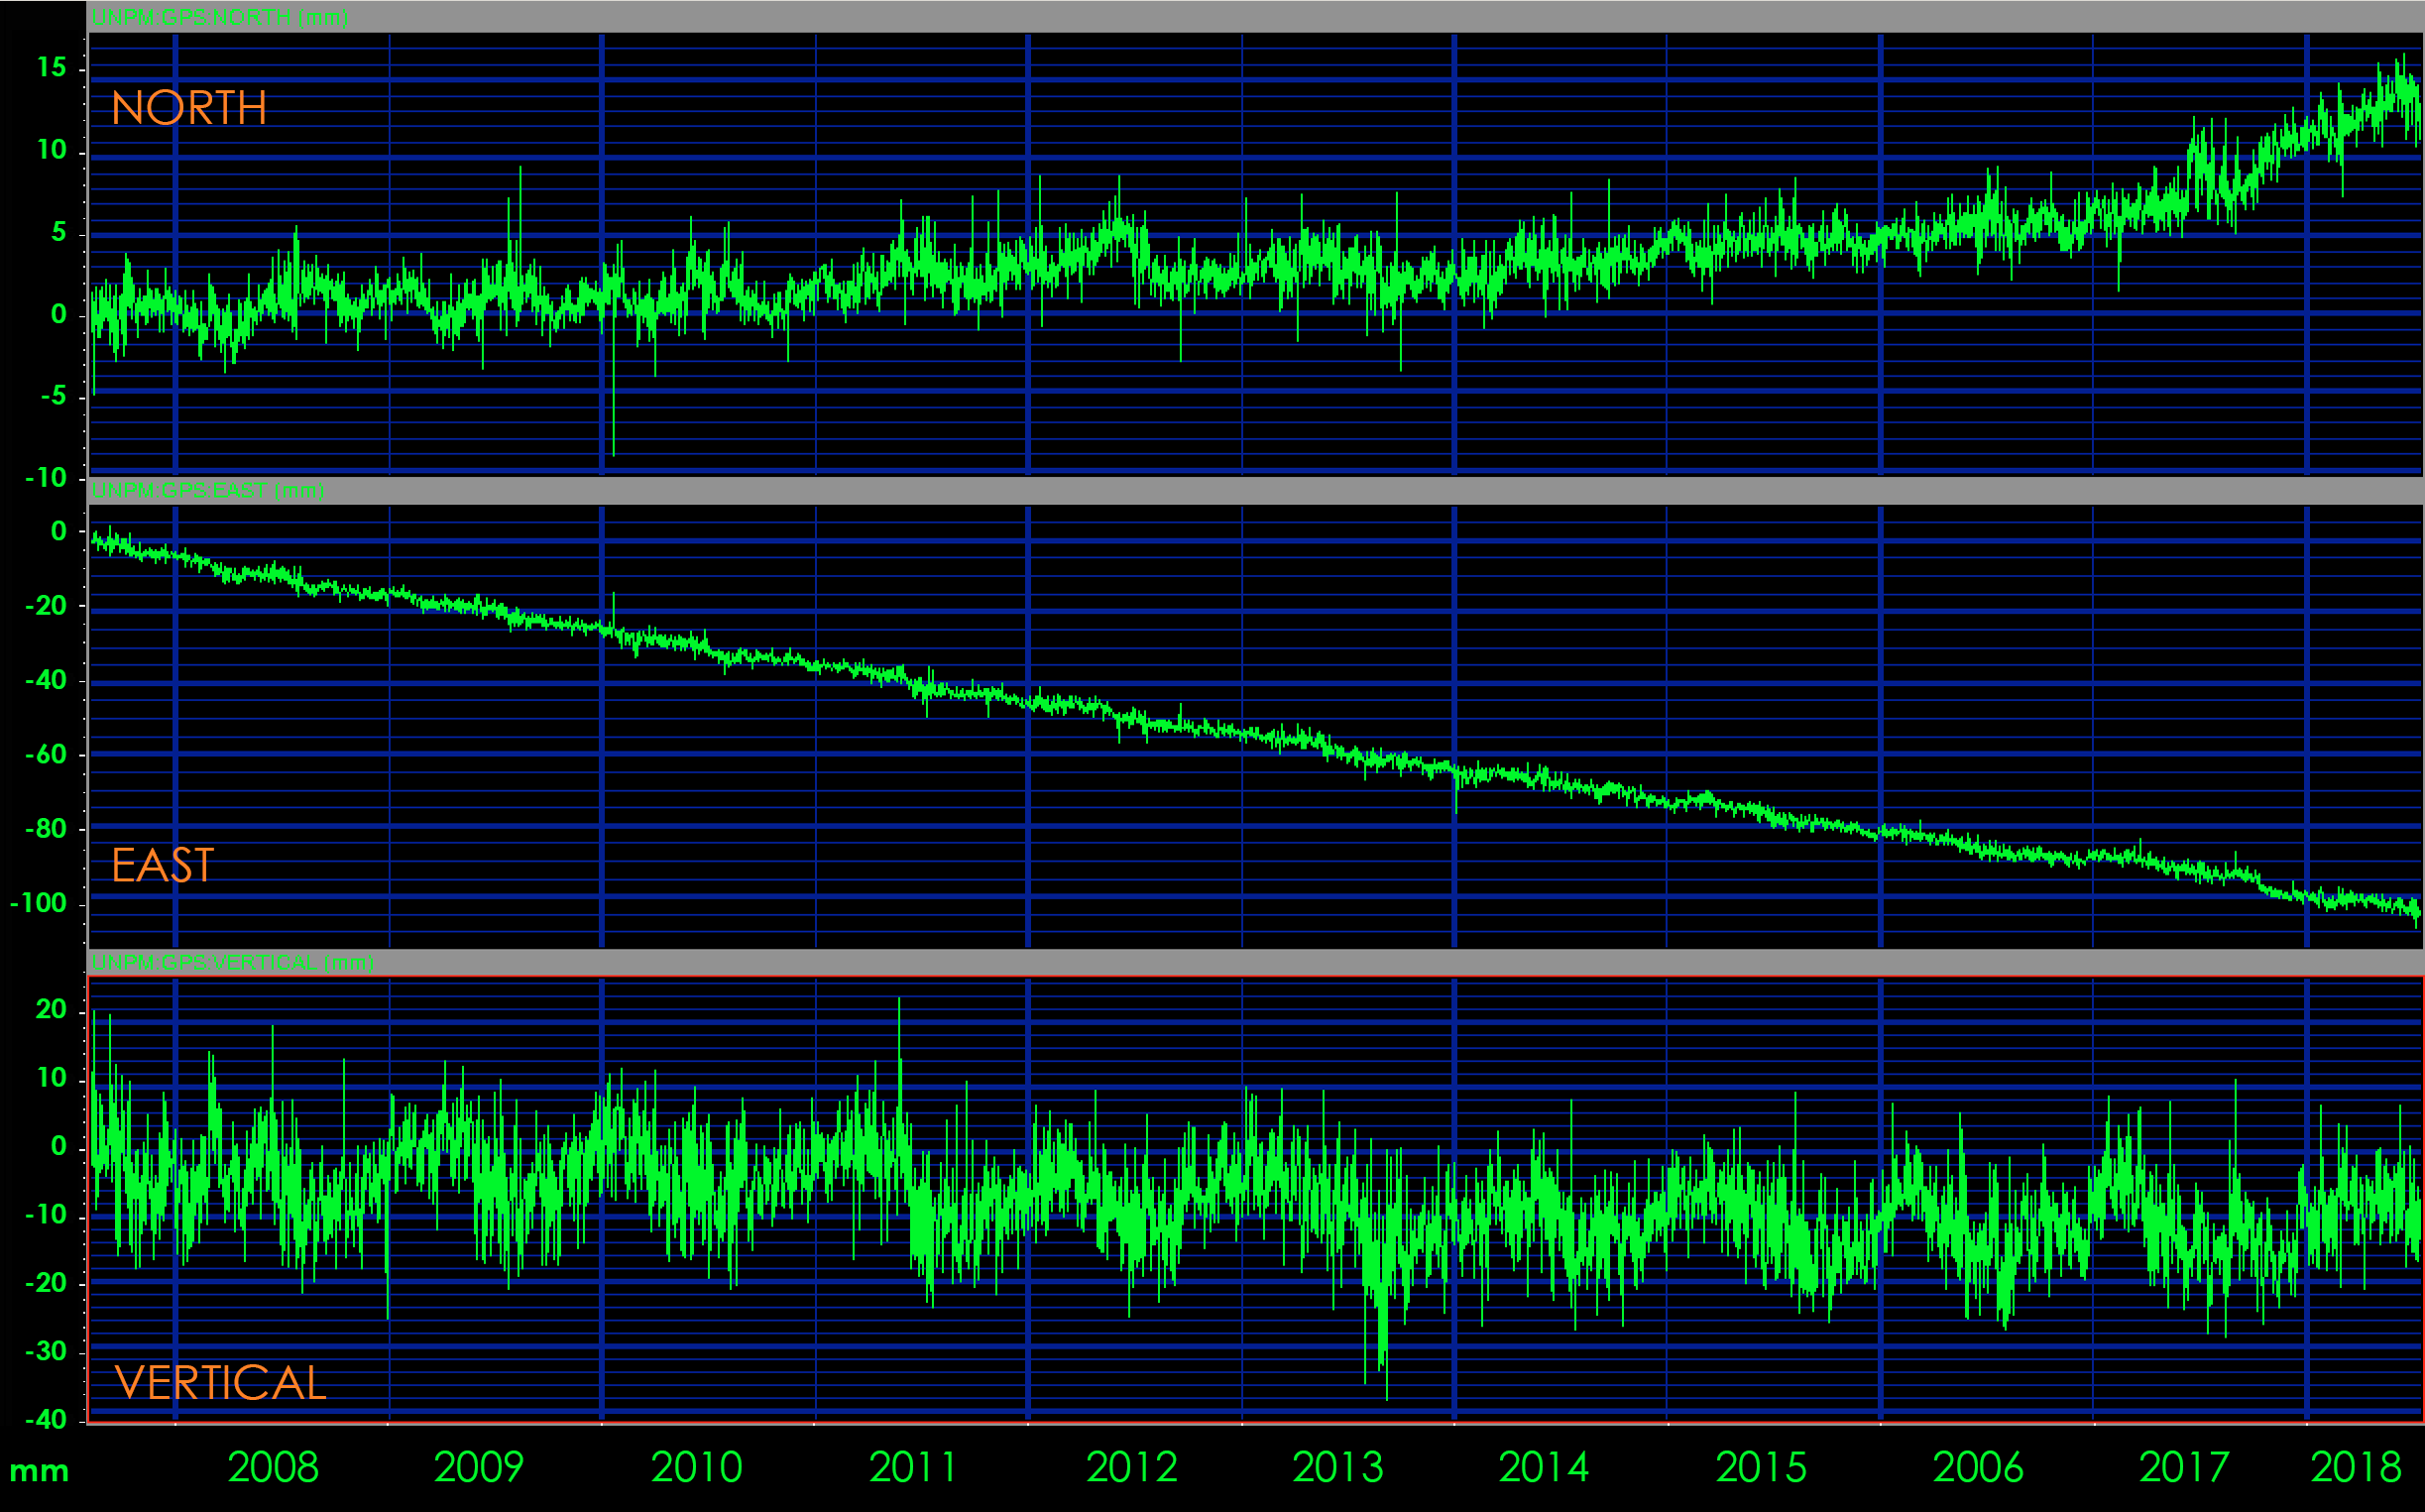 UNPM:GPS:NORTH (mm)
15
NORTH
10
5
0
-5
-10
UNPM:GPS:EAST (mm)
0
-20
-40
-60
-80
EAST
-100
UNPM:GPS:VERTICAL (mm)
20
10
0
-10
-20
-30
VERTICAL
-40
mm 2008 2009 2010 2011 2012 2013 2014 2015 2006 2017 2018